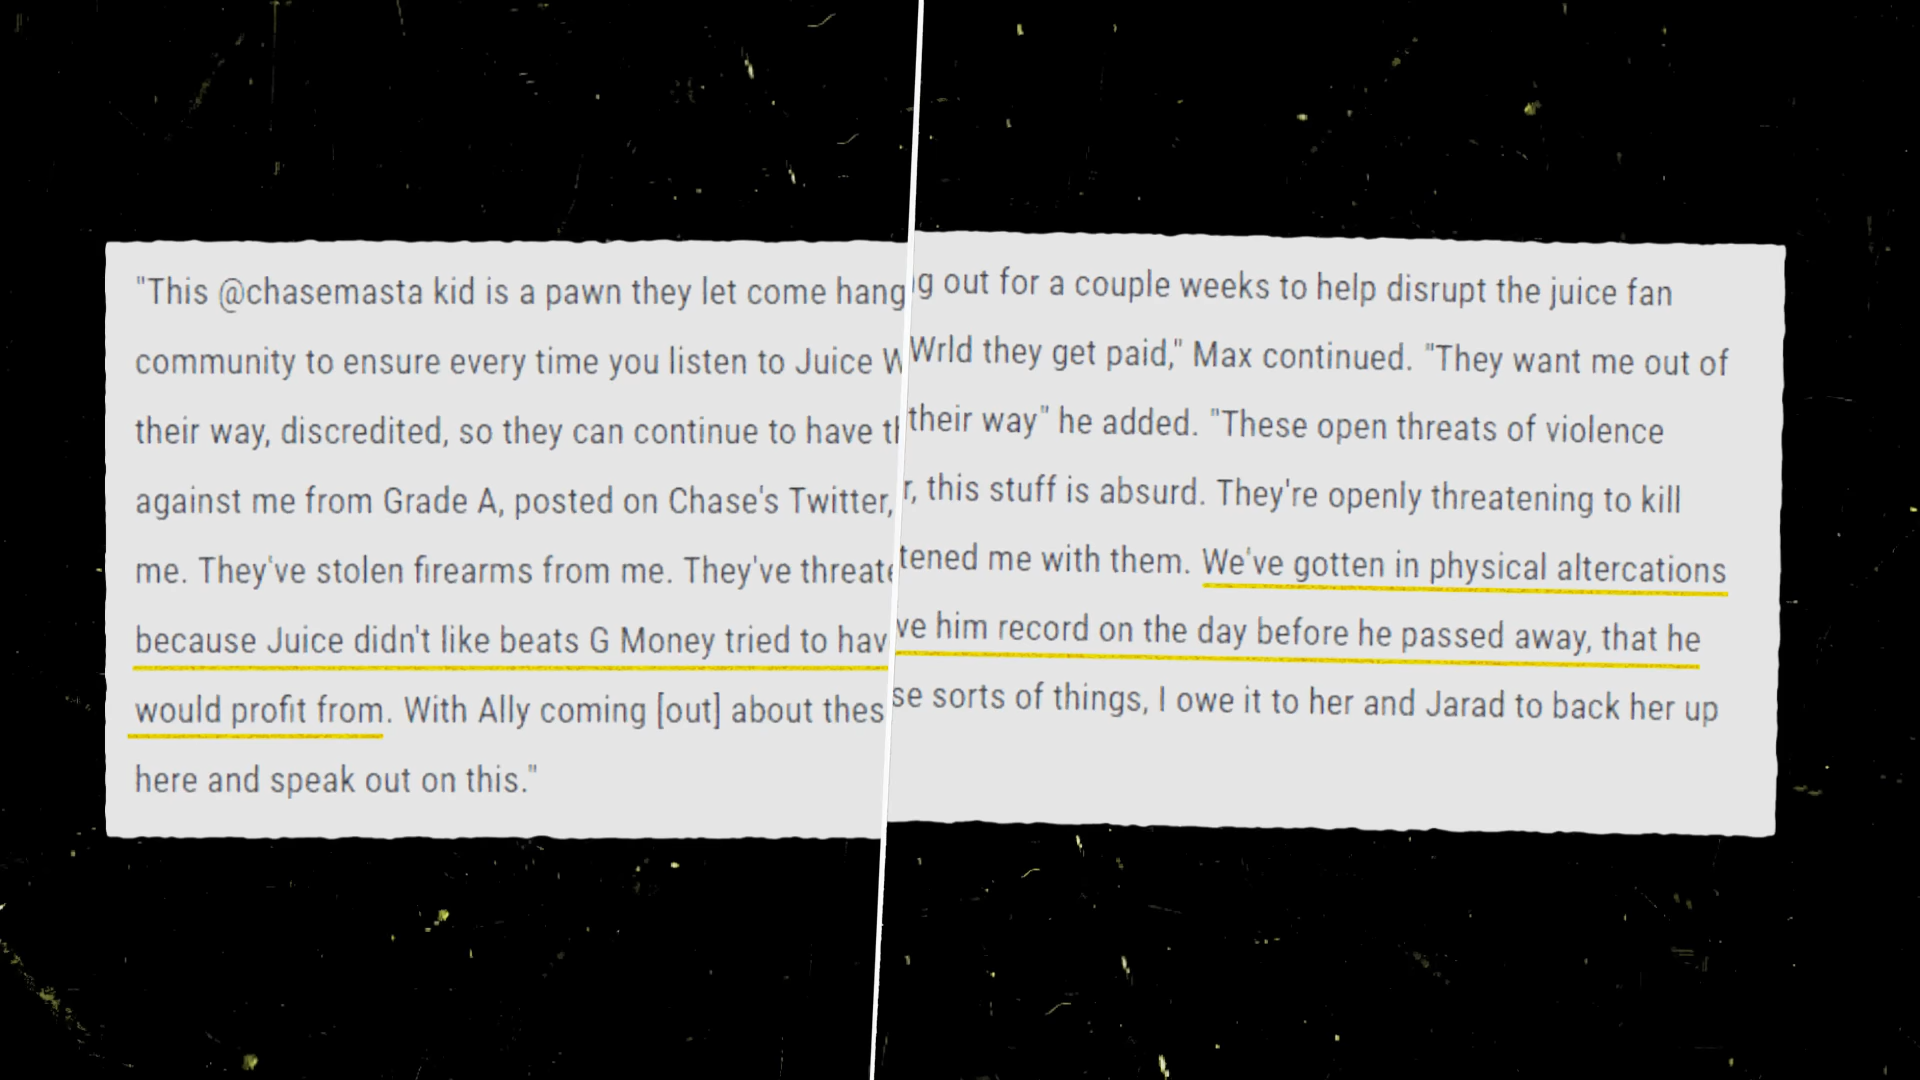 "This @chasemasta kid is a pawn they let come hang out for a couple weeks to help disrupt the juice fan
community to ensure every time you listen to Juice Wrld they get paid," Max continued. "They want me out of
their way, discredited, so they can continue to have their way" he added. "These open threats of violence
against me from Grade A, posted on Chase's Twitter, this stuff is absurd. They're openly threatening to kill
me. They've stolen firearms from me. They've threatened me with them. We've gotten in physical altercations
because Juice didn't like beats G Money tried to have him record on the day before he passed away, that he
would profit from. With Ally coming [out] about these sorts of things, I owe it to her and Jarad to back her up
here and speak out on this."